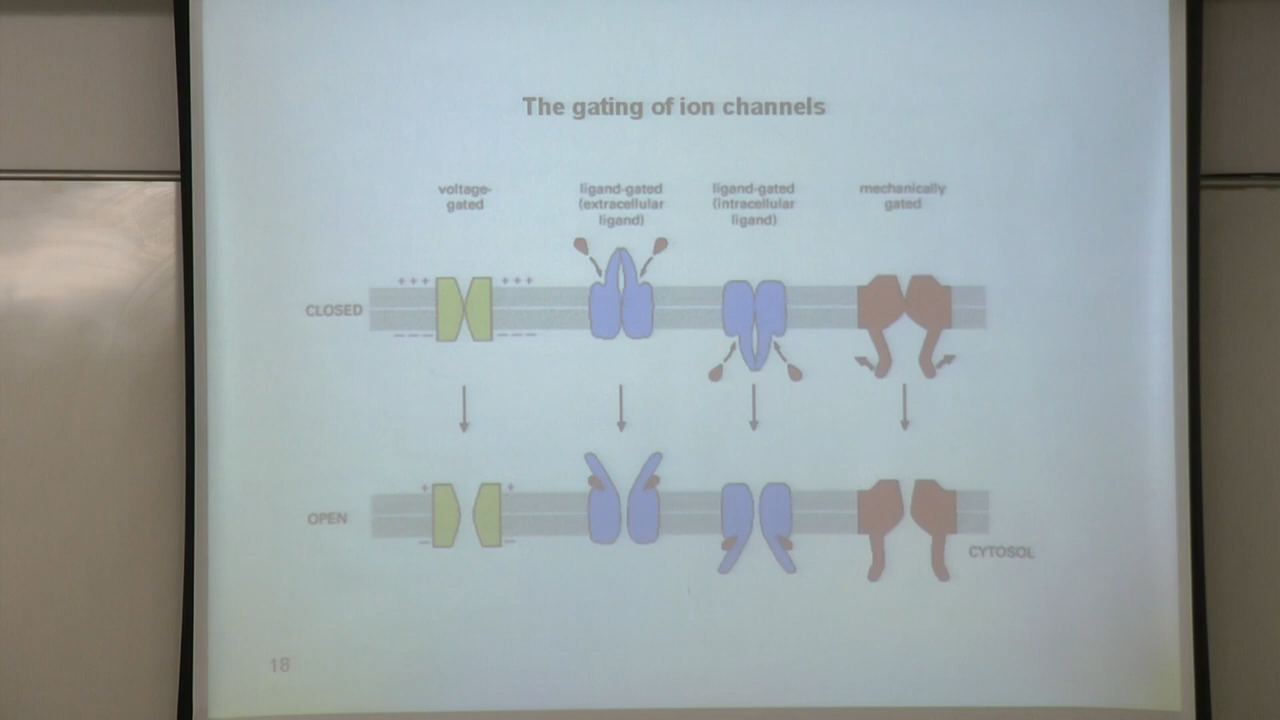 The gating of ion channels
voltage-
gated
ligand-gated
(extracellular
ligand)
ligand-gated
(intracellular
ligand)
mechanically
gated
+++ +++
CLOSED
——— ———
+ +
OPEN
— —
CYTOSOL
18